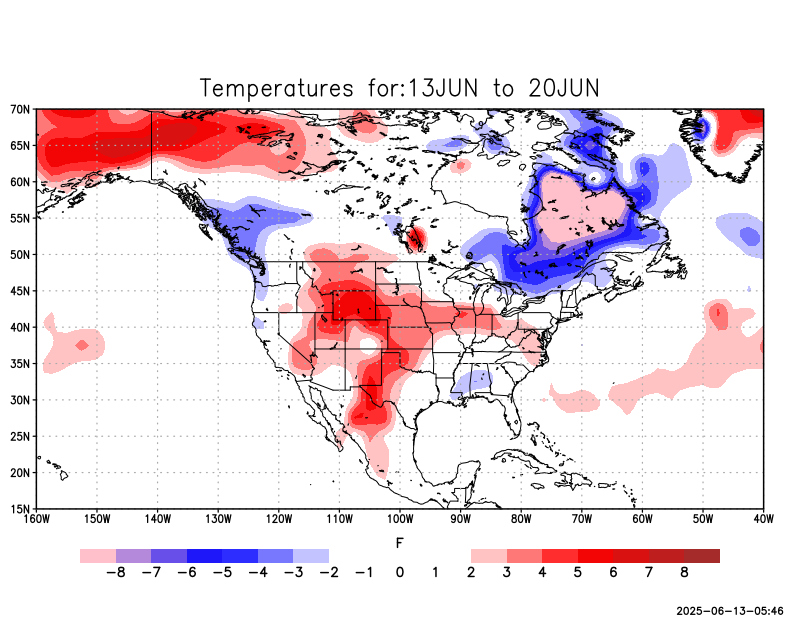 Temperatures for:13JUN to 20JUN
70N
65N
60N
55N
50N
45N
40N
35N
30N
25N
20N
15N
160W 150W 140W 130W 120W 110W 100W 90W 80W 70W 60W 50W 40W
F
−8 −7 −6 −5 −4 −3 −2 −1 0 1 2 3 4 5 6 7 8
2025-06-13-05:46